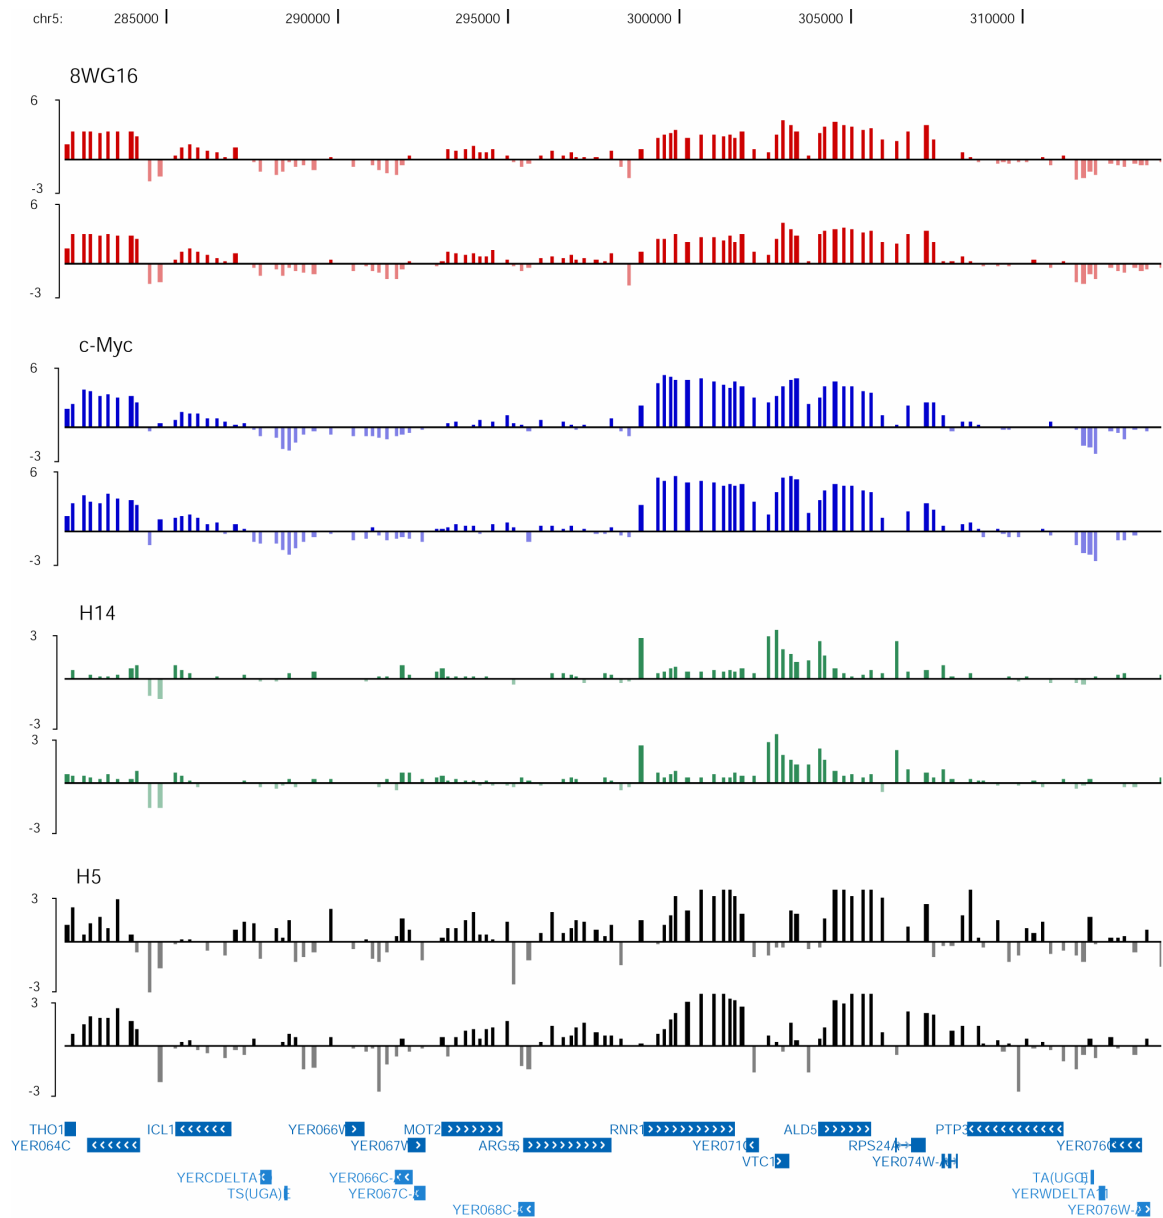 chr5: 285000 290000 295000 300000 305000 310000
8WG16
6
-3
6
-3
c-Myc
6
-3
6
-3
H14
3
-3
3
-3
H5
3
-3
3
-3
THO1 ICL1 YER066W MOT2 RNR1 ALD5 PTP3
YER064C YER067W ARG5 YER071C RPS24A YER076C
VTC1 YER074W-A
YERCDELTA YER066C- TA(UGC)
TS(UGA)E YER067C- YERWDELTA11
YER068C- YER076W-A